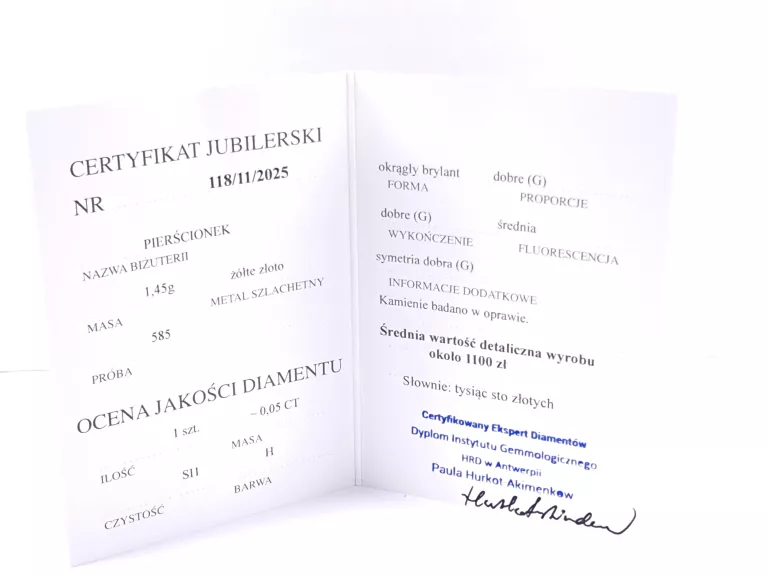 CERTYFIKAT JUBILERSKI
NR 118/11/2025
PIERŚCIONEK
NAZWA BIŻUTERII
1,45g żółte złoto
MASA METAL SZLACHETNY
585
PRÓBA
OCENA JAKOŚCI DIAMENTU
1 szt. ~ 0,05 CT
ILOŚĆ MASA
SI1 H
CZYSTOŚĆ BARWA
okrągły brylant dobre (G)
FORMA PROPORCJE
dobre (G) średnia
WYKOŃCZENIE FLUORESCENCJA
symetria dobra (G)
INFORMACJE DODATKOWE
Kamienie badano w oprawie.
Średnia wartość detaliczna wyrobu
około 1100 zł
Słownie: tysiąc sto złotych
Certyfikowany Ekspert Diamentów
Dyplom Instytutu Gemmologicznego
HRD w Antwerpii
Paula Hurkot Akimenkow